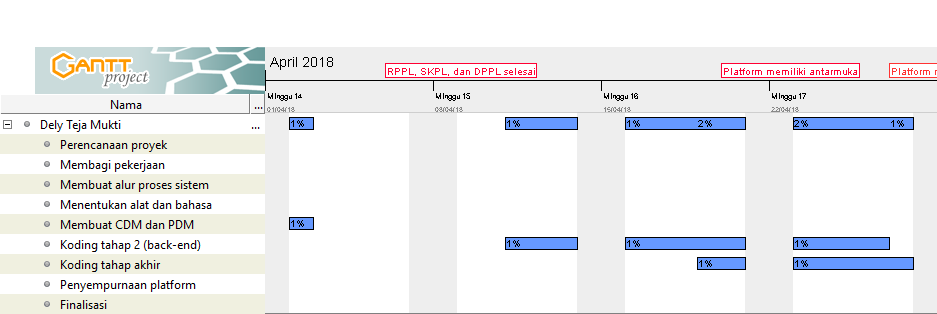 GANTT
project
April 2018
RPPL, SKPL, dan DPPL selesai
Platform memiliki antarmuka
Platform m
Nama
...
Minggu 14
Minggu 15
Minggu 16
Minggu 17
01/04/18
08/04/18
15/04/18
22/04/18
Dely Teja Mukti
...
1%
1%
1%
2%
2%
1%
Perencanaan proyek
Membagi pekerjaan
Membuat alur proses sistem
Menentukan alat dan bahasa
Membuat CDM dan PDM
1%
Koding tahap 2 (back-end)
1%
1%
1%
Koding tahap akhir
1%
1%
Penyempurnaan platform
Finalisasi